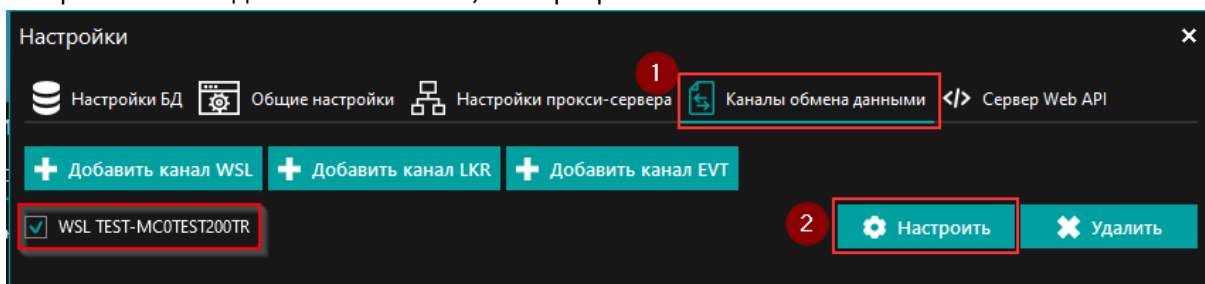 Настройки
1
Настройки БД Общие настройки Настройки прокси-сервера Каналы обмена данными </> Сервер Web API
Добавить канал WSL Добавить канал LKR Добавить канал EVT
WSL TEST-MC0TEST200TR 2 Настроить Удалить